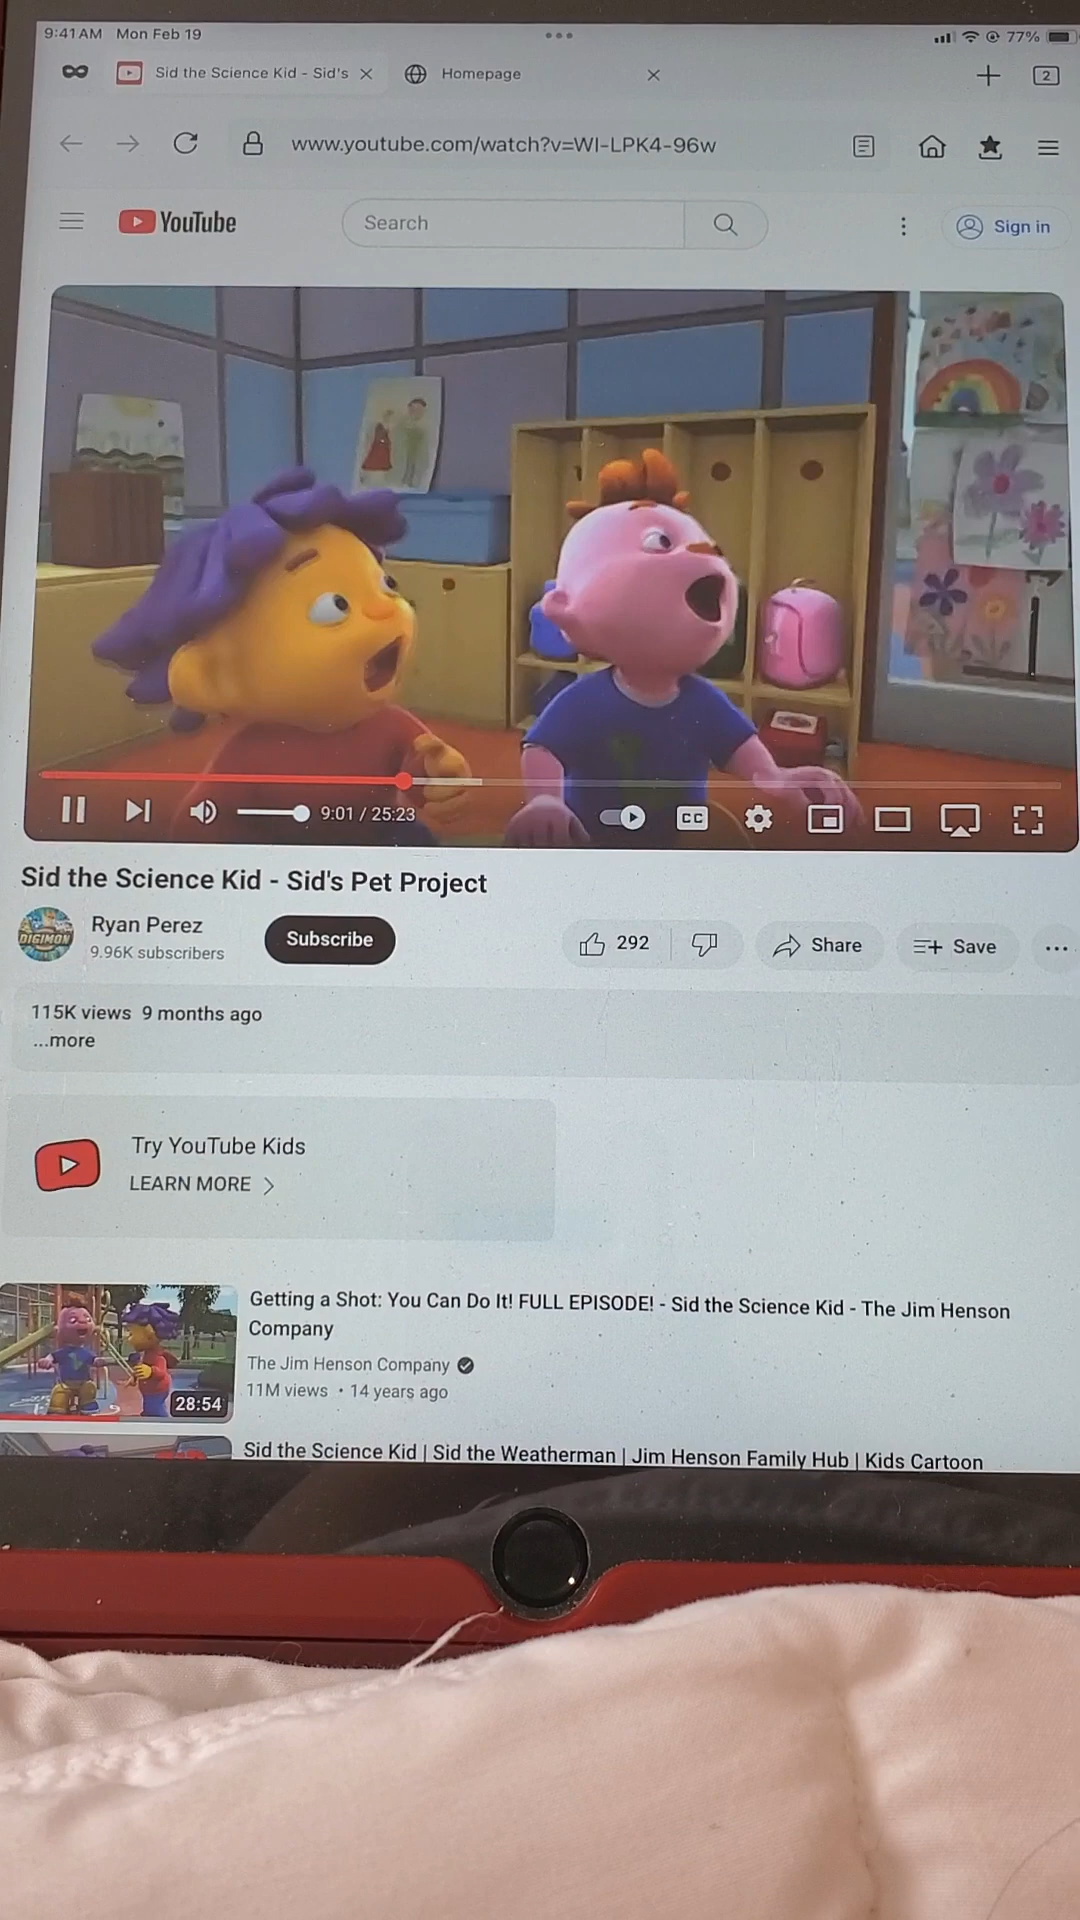 9:41 AM Mon Feb 19
77%
Sid the Science Kid - Sid's
Homepage
2
www.youtube.com/watch?v=WI-LPK4-96w
YouTube
Search
Sign in
9:01 / 25:23
CC
Sid the Science Kid - Sid's Pet Project
DIGIMON
Ryan Perez
9.96K subscribers
Subscribe
292
Share
Save
115K views 9 months ago
...more
Try YouTube Kids
LEARN MORE
28:54
Getting a Shot: You Can Do It! FULL EPISODE! - Sid the Science Kid - The Jim Henson
Company
The Jim Henson Company
11M views • 14 years ago
Sid the Science Kid | Sid the Weatherman | Jim Henson Family Hub | Kids Cartoon